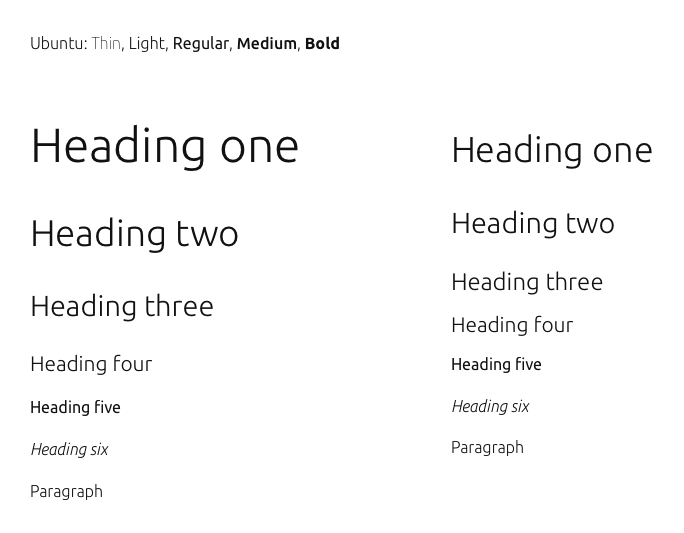 Ubuntu: Thin, Light, Regular, Medium, Bold
Heading one
Heading two
Heading three
Heading four
Heading five
Heading six
Paragraph
Heading one
Heading two
Heading three
Heading four
Heading five
Heading six
Paragraph